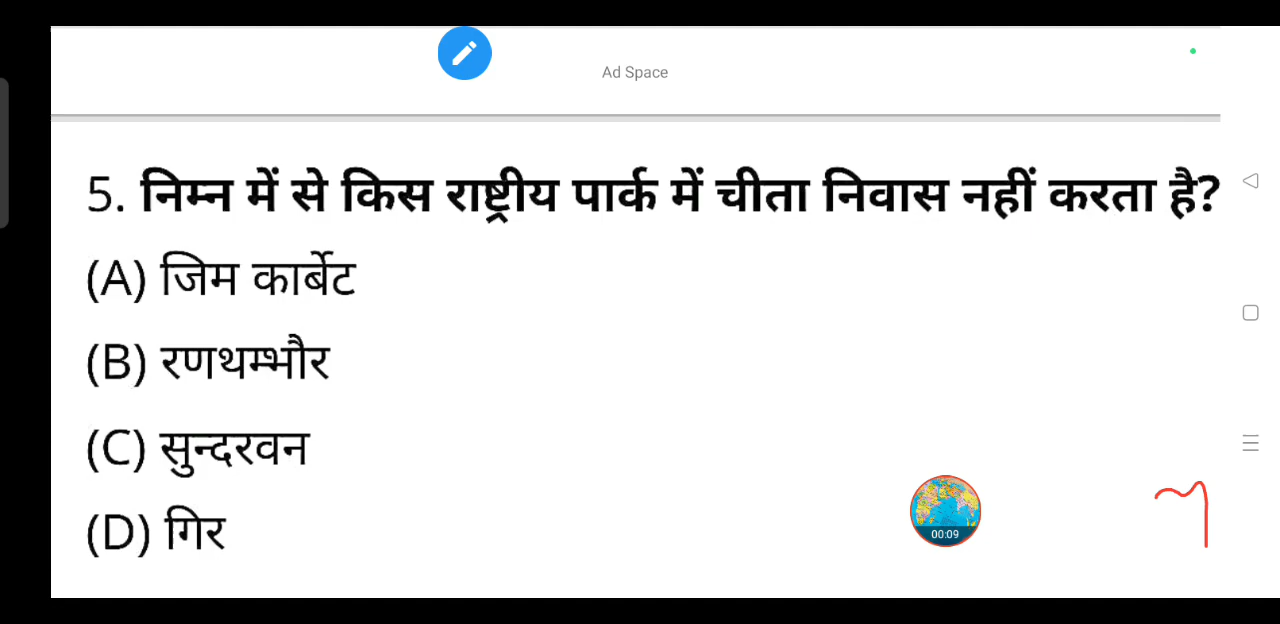 Ad Space
5. निम्न में से किस राष्ट्रीय पार्क में चीता निवास नहीं करता है?
(A) जिम कार्बेट
(B) रणथम्भौर
(C) सुन्दरवन
(D) गिर
00:09